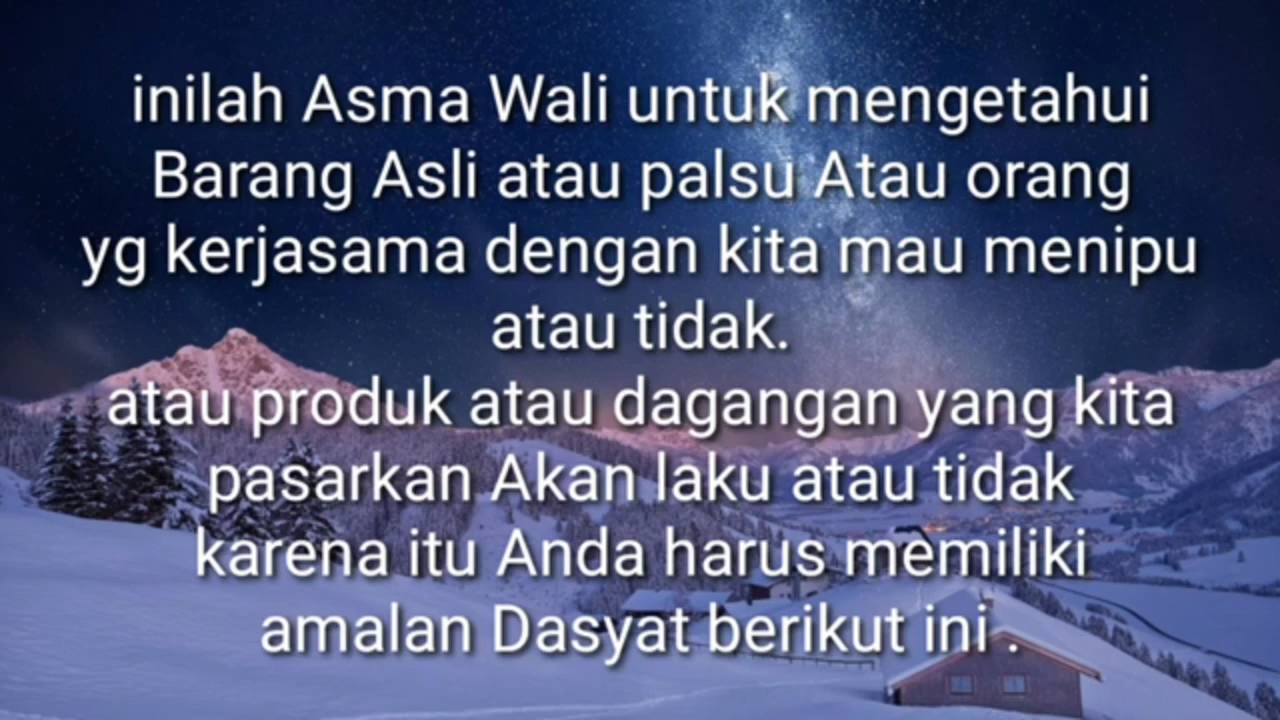 inilah Asma Wali untuk mengetahui
Barang Asli atau palsu Atau orang
yg kerjasama dengan kita mau menipu
atau tidak.
atau produk atau dagangan yang kita
pasarkan Akan laku atau tidak
karena itu Anda harus memiliki
amalan Dasyat berikut ini .